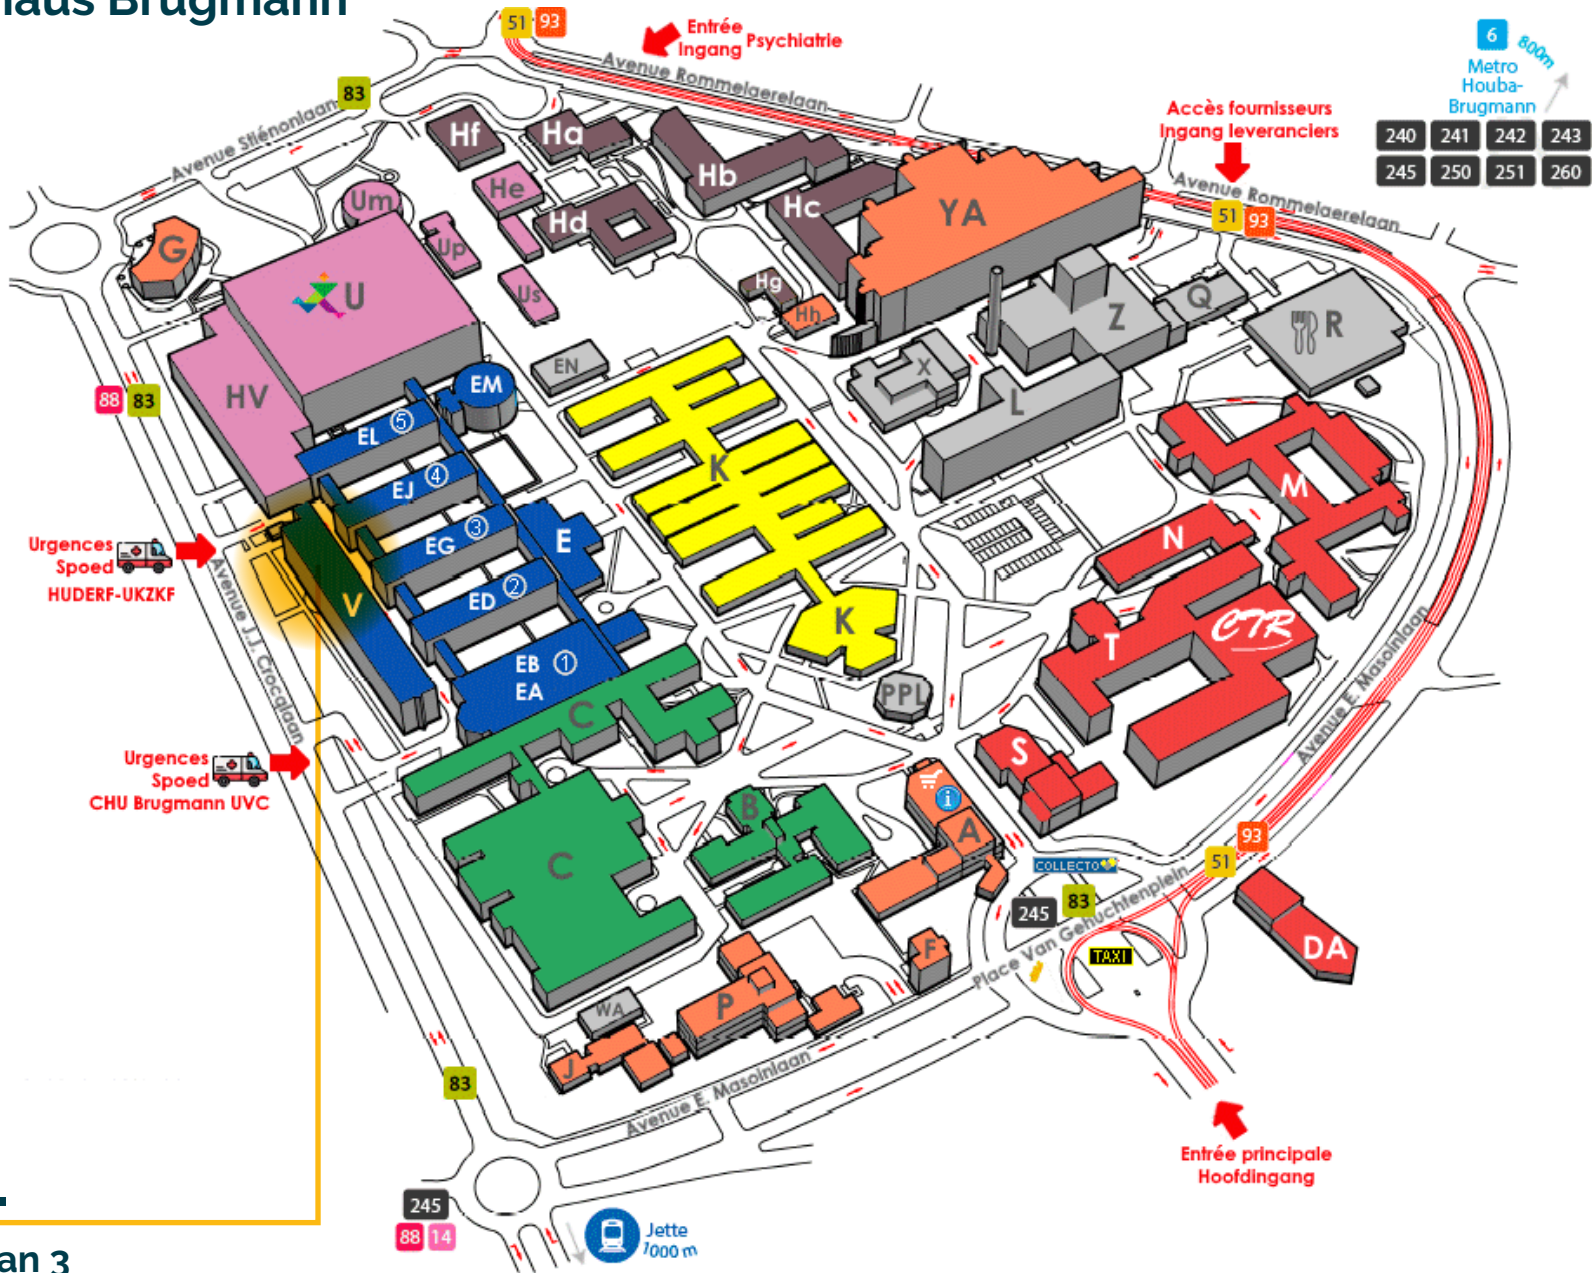 haus Brugmann
51 93
Entrée
Ingang
Psychiatrie
Avenue Rommelaerelaan
6
800m
Metro
Houba-
Brugmann
240 241 242 243
245 250 251 260
Accès fournisseurs
Ingang leveranciers
Avenue Rommelaerelaan
51 93
83
Avenue Stiénonlaan
Hf
Ha
Hb
Hc
He
Hd
Um
Up
Us
G
U
HV
YA
Hg
Hh
EN
X
Z
Q
R
L
EM
EL 5
EJ 4
EG 3
ED 2
EB 1
EA
E
K
K
88 83
Urgences
Spoed
HUDERF-UKZKF
V
Avenue J.J. Crocqlaan
M
N
T
CTR
PPL
S
Avenue E. Masoinlaan
Urgences
Spoed
CHU Brugmann UVC
C
C
B
i
A
COLLECTO
93
51
83
245
Place Van Gehuchtenplein
TAXI
DA
F
P
WA
J
83
Avenue E. Masoinlaan
Entrée principale
Hoofdingang
245
88 14
Jette
1000 m
an 3